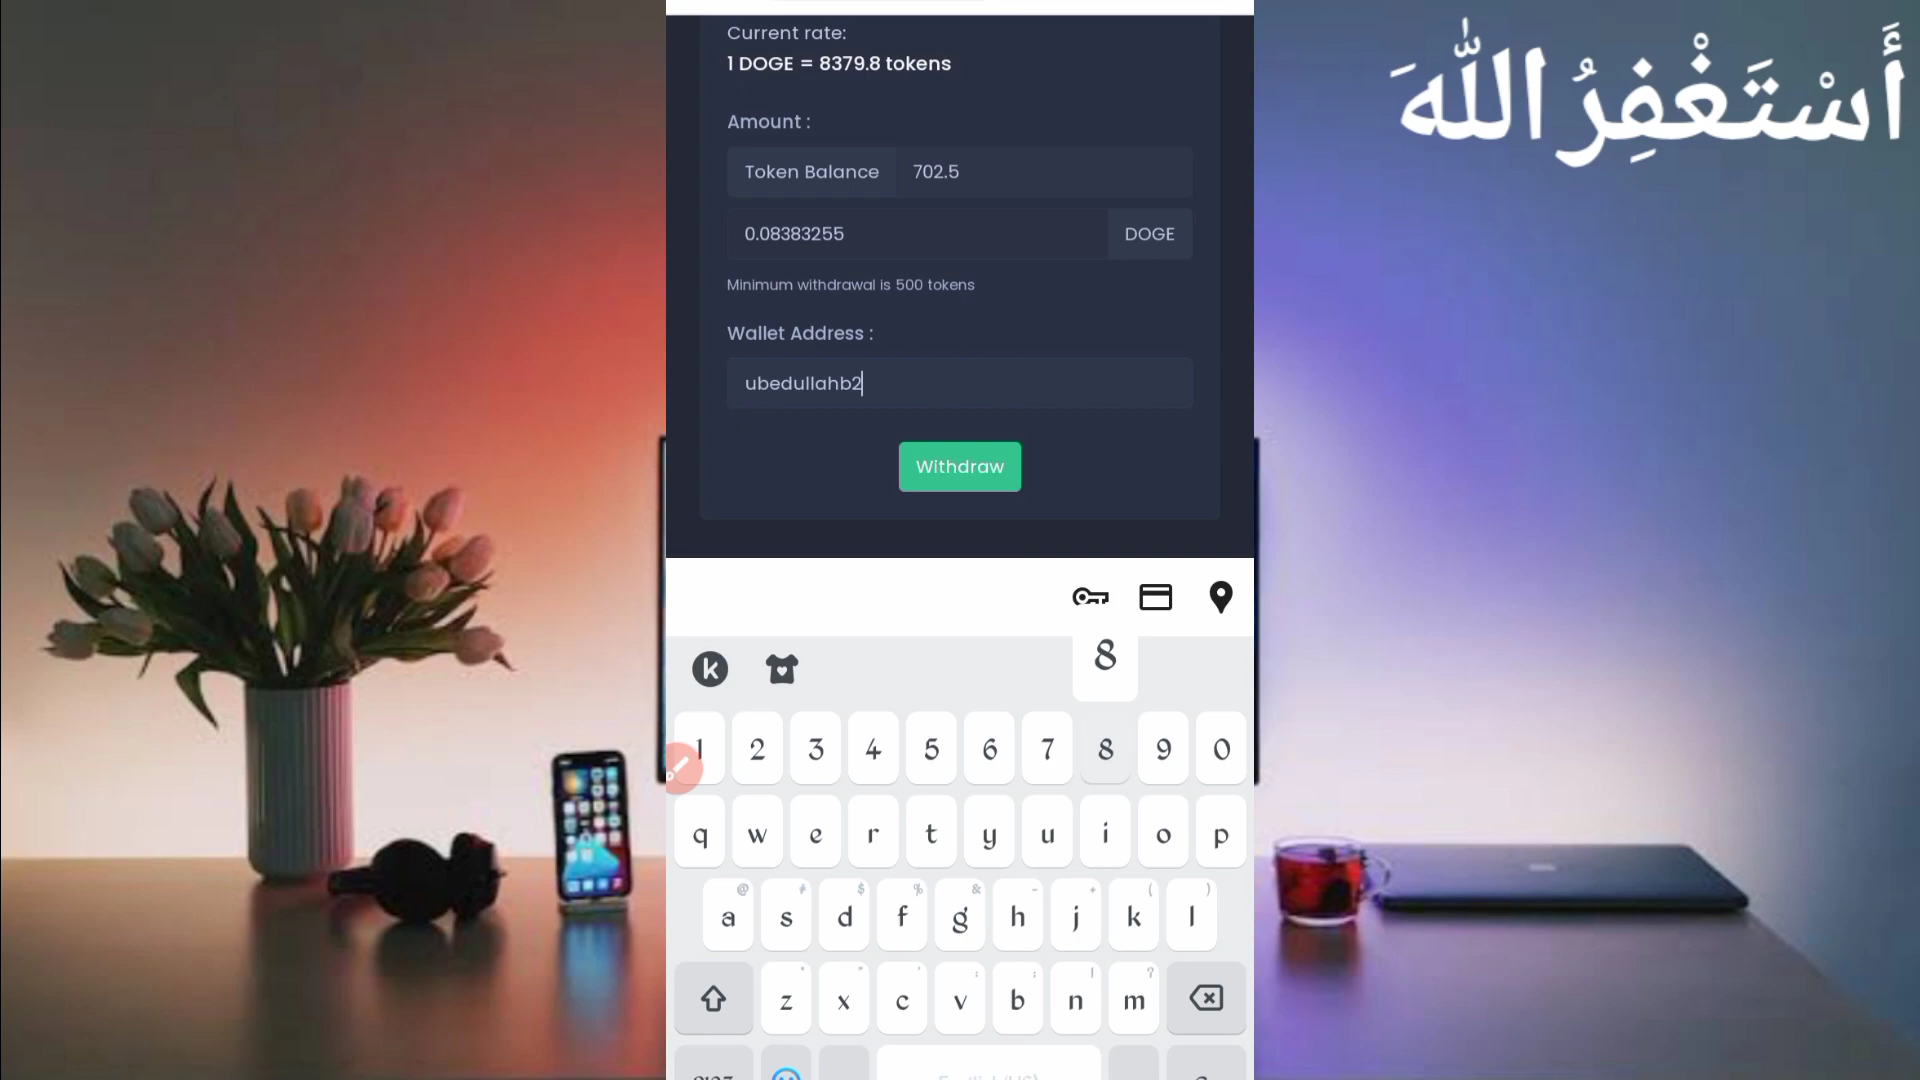 أَسْتَغْفِرُ اللّٰهَ
Current rate:
1 DOGE = 8379.8 tokens
Amount :
Token Balance 702.5
0.08383255 DOGE
Minimum withdrawal is 500 tokens
Wallet Address :
ubedullahb2
Withdraw
k
8
1 2 3 4 5 6 7 8 9 0
q w e r t y u i o p
@ # $ % & - + ( )
a s d f g h j k l
z x c v b n m